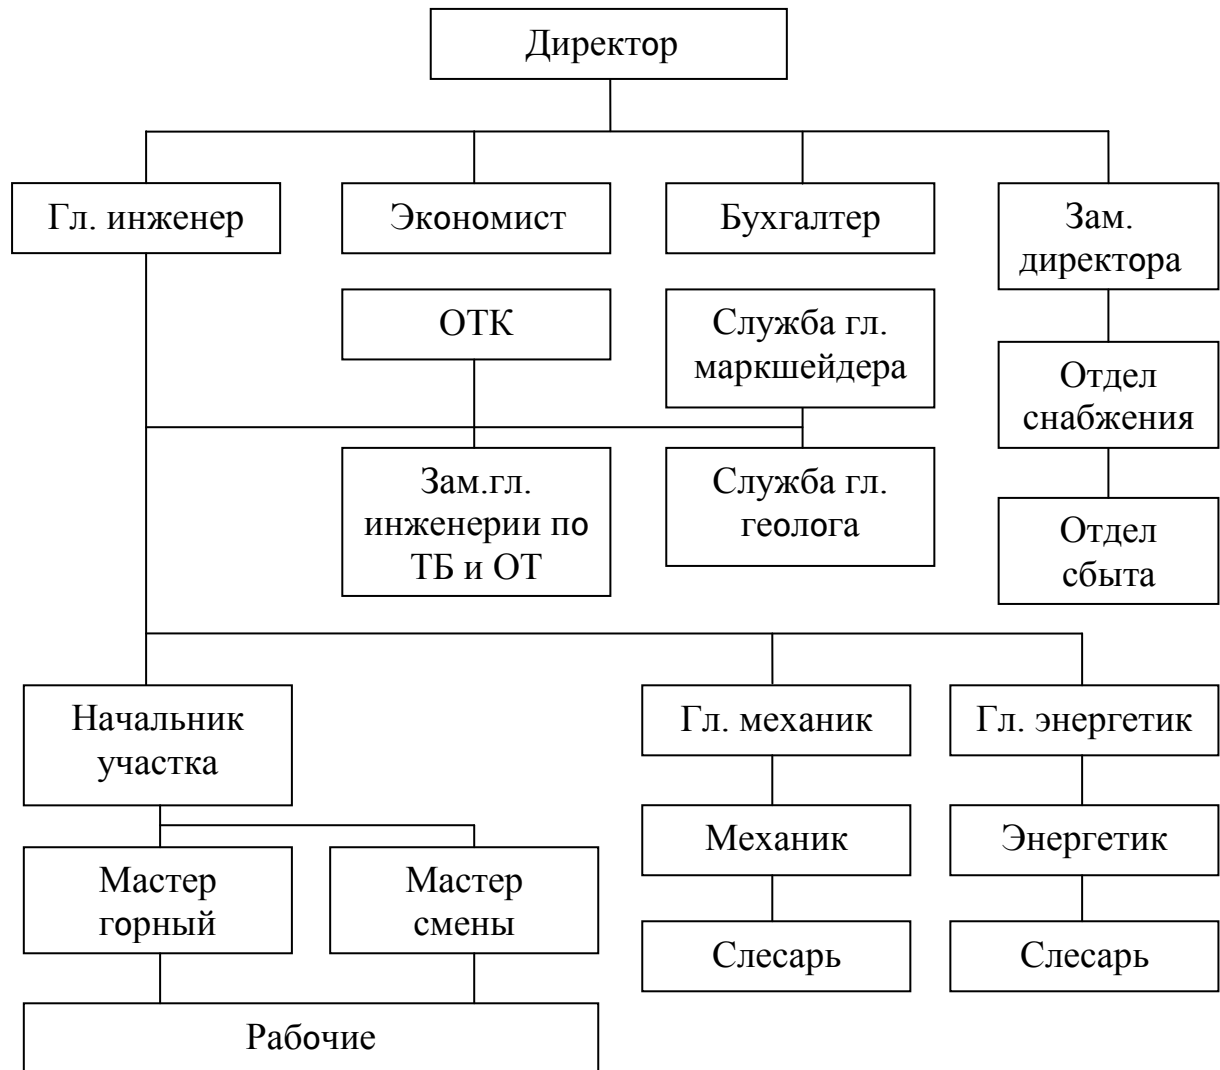 Директор
Гл. инженер
Экономист
Бухгалтер
Зам.
директора
ОТК
Служба гл.
маркшейдера
Отдел
снабжения
Зам.гл.
инженерии по
ТБ и ОТ
Служба гл.
геолога
Отдел
сбыта
Начальник
участка
Гл. механик
Гл. энергетик
Механик
Энергетик
Мастер
горный
Мастер
смены
Слесарь
Слесарь
Рабочие